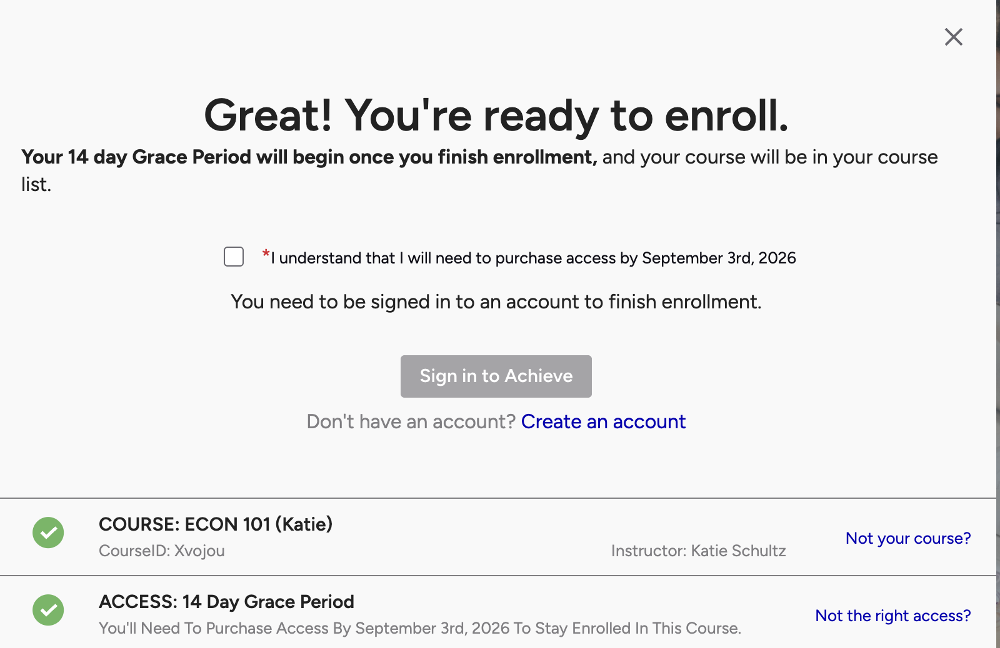 Great! You're ready to enroll.
Your 14 day Grace Period will begin once you finish enrollment, and your course will be in your course
list.
*I understand that I will need to purchase access by September 3rd, 2026
You need to be signed in to an account to finish enrollment.
Sign in to Achieve
Don't have an account? Create an account
COURSE: ECON 101 (Katie)
CourseID: Xvojou
Instructor: Katie Schultz
Not your course?
ACCESS: 14 Day Grace Period
You'll Need To Purchase Access By September 3rd, 2026 To Stay Enrolled In This Course.
Not the right access?